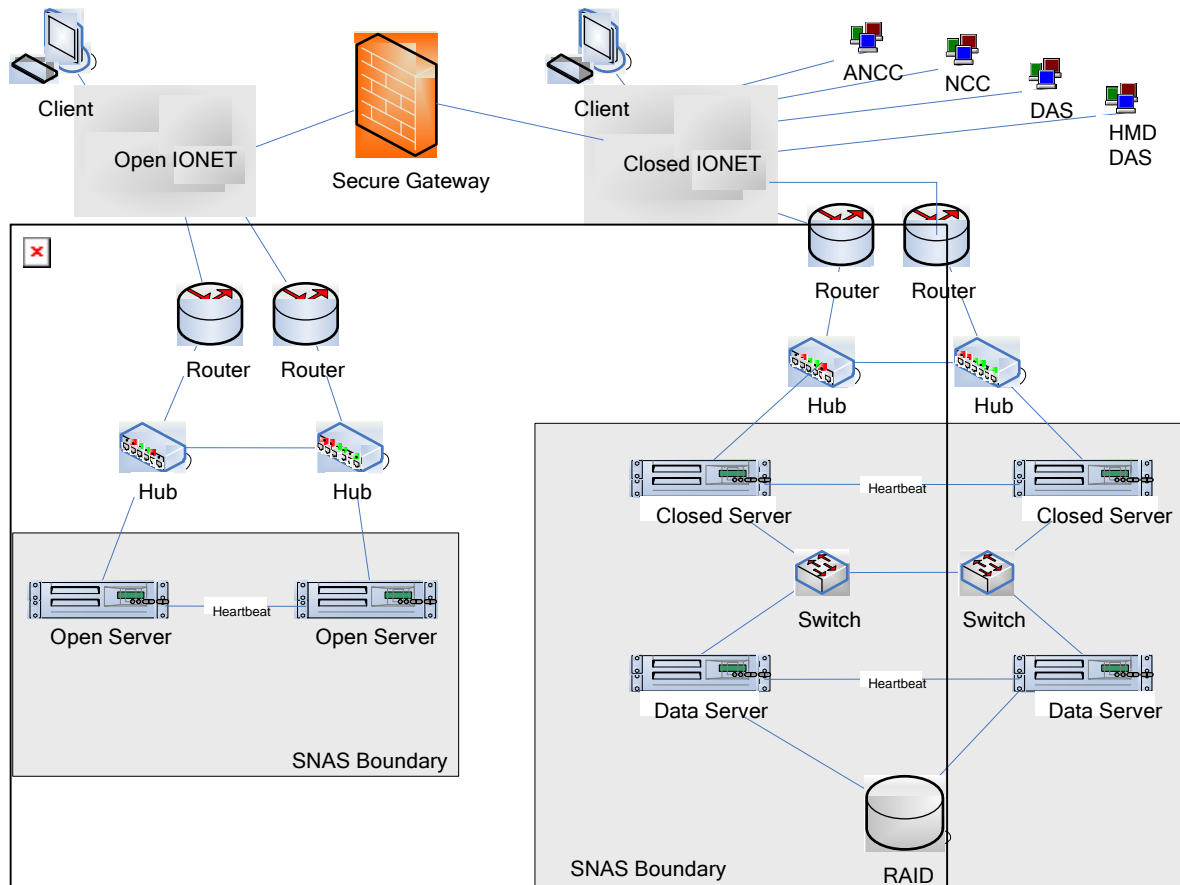 ANCC
NCC
DAS
HMD
DAS
Client
Client
Open IONET
Secure Gateway
Closed IONET
Router
Router
Router
Router
Hub
Hub
Hub
Hub
Heartbeat
Closed Server
Closed Server
Heartbeat
Open Server
Open Server
Switch
Switch
Heartbeat
Data Server
Data Server
SNAS Boundary
SNAS Boundary
RAID